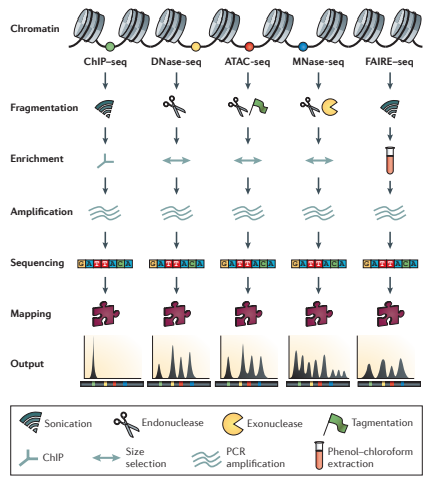 Chromatin
ChIP–seq DNase-seq ATAC-seq MNase-seq FAIRE–seq
Fragmentation
Enrichment
Amplification
Sequencing GATTACA GATTACA GATTACA GATTACA GATTACA
Mapping
Output
Sonication Endonuclease Exonuclease Tagmentation
ChIP Size selection PCR amplification Phenol–chloroform extraction